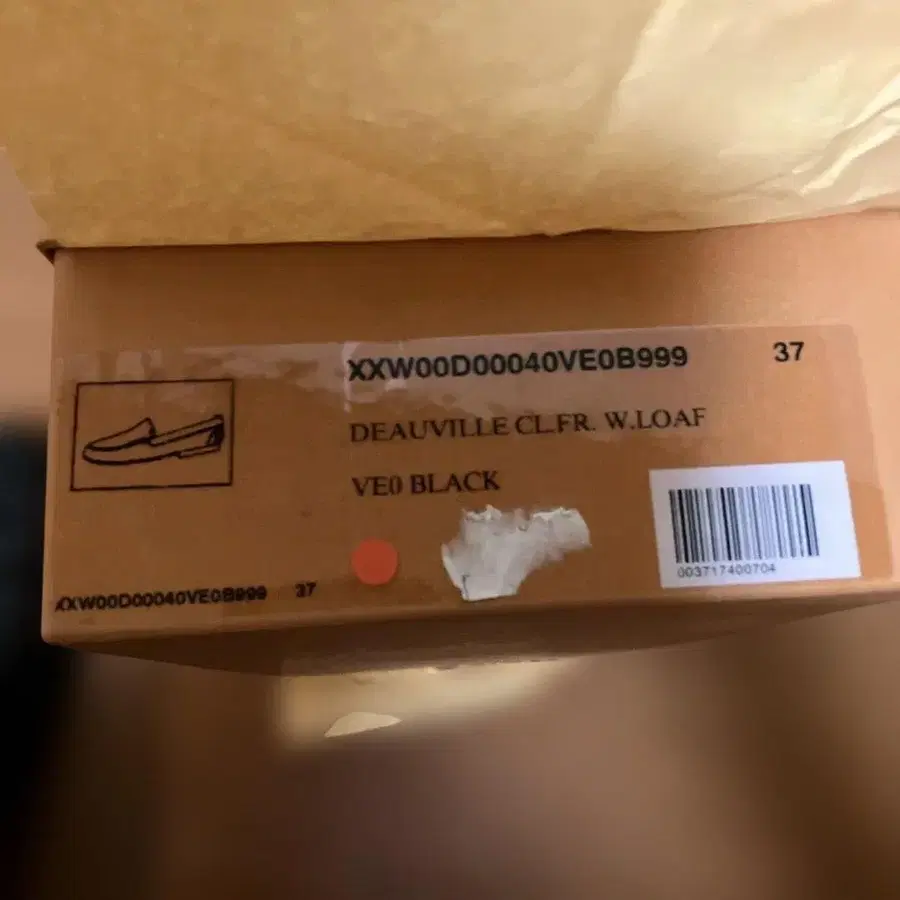 XXW00D00040VE0B999 37
DEAUVILLE CL.FR. W.LOAF
VE0 BLACK
003717400704
XXW00D00040VE0B999 37